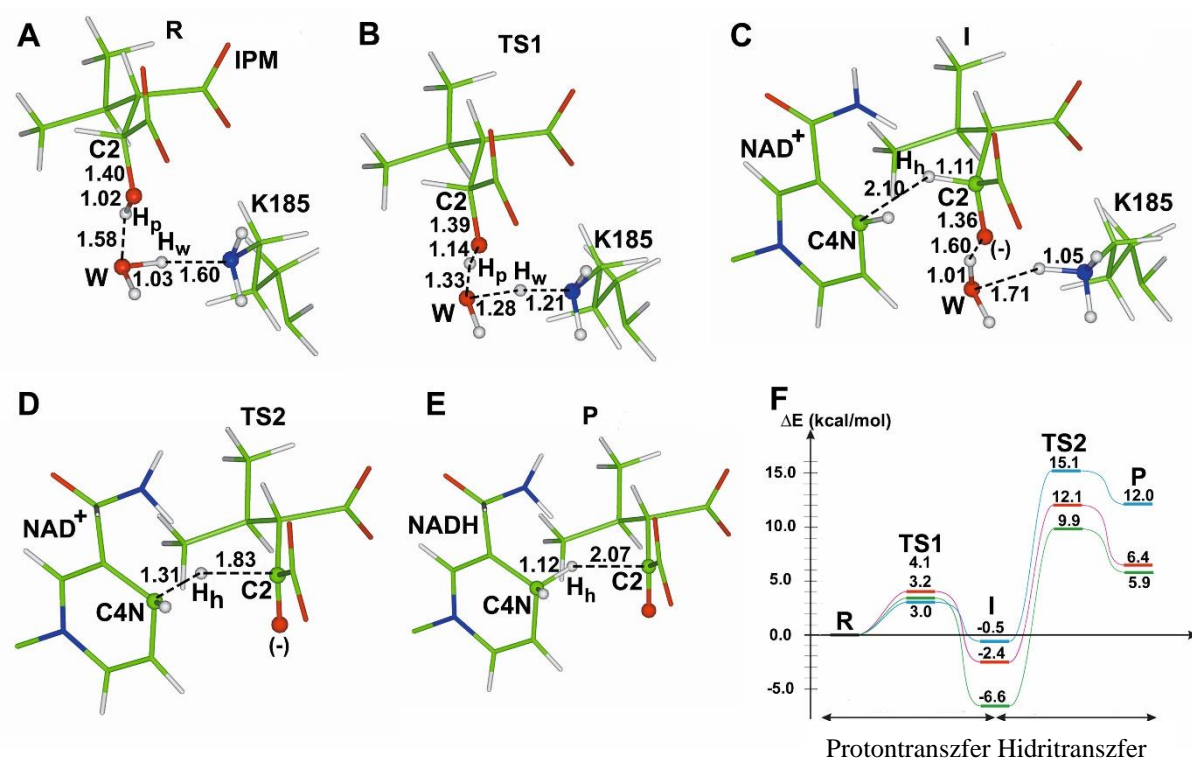 A
R
IPM
C2
1.40
1.02
Hp
K185
1.58
Hw
W
1.03
1.60
B
TS1
C2
1.39
1.14
K185
Hp
Hw
1.33
W
1.28
1.21
C
I
NAD+
Hh
1.11
2.10
C2
K185
1.36
C4N
1.60
(-)
1.05
1.01
W
1.71
D
TS2
NAD+
1.83
1.31
C2
C4N
Hh
(-)
E
P
NADH
1.12
2.07
C2
C4N
Hh
F
ΔE (kcal/mol)
TS2
15.0
15.1
P
12.0
12.1
10.0
9.9
TS1
4.1
6.4
5.0
3.2
5.9
R
3.0
I
0.0
-0.5
-2.4
-5.0
-6.6
Protontranszfer Hidritranszfer